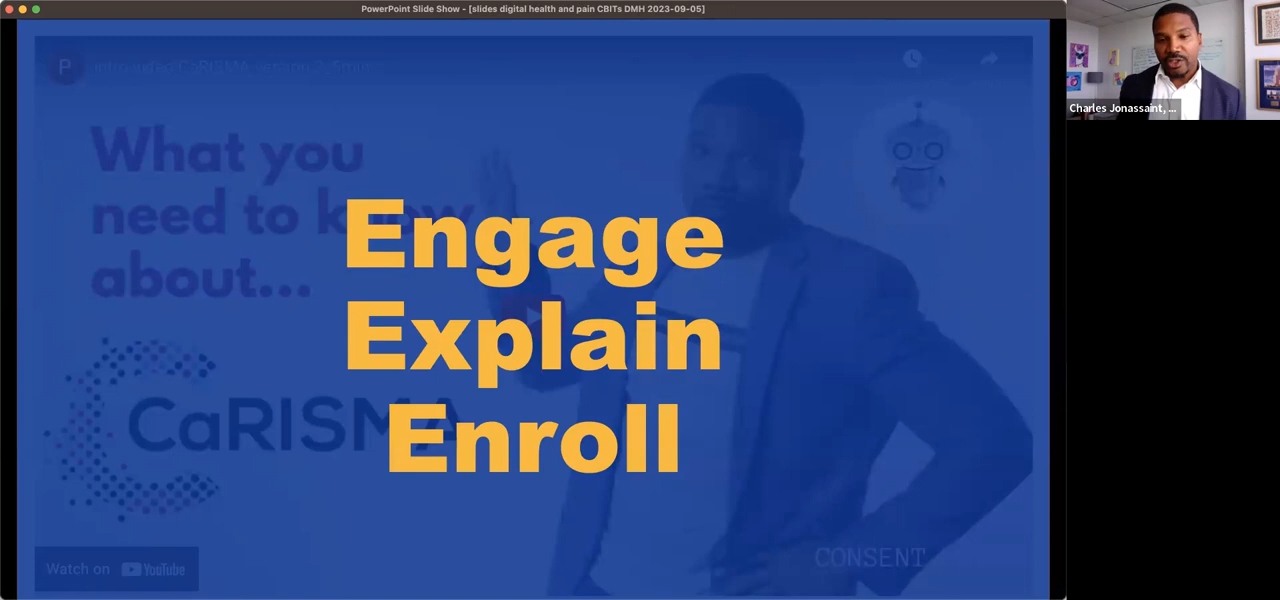 PowerPoint Slide Show - [slides digital health and pain CBITs DMH 2023-09-05]
P
What you
need to know
about...
Engage
Explain
Enroll
CaRISMA
Watch on YouTube
CONSENT
Charles Jonassaint, ...